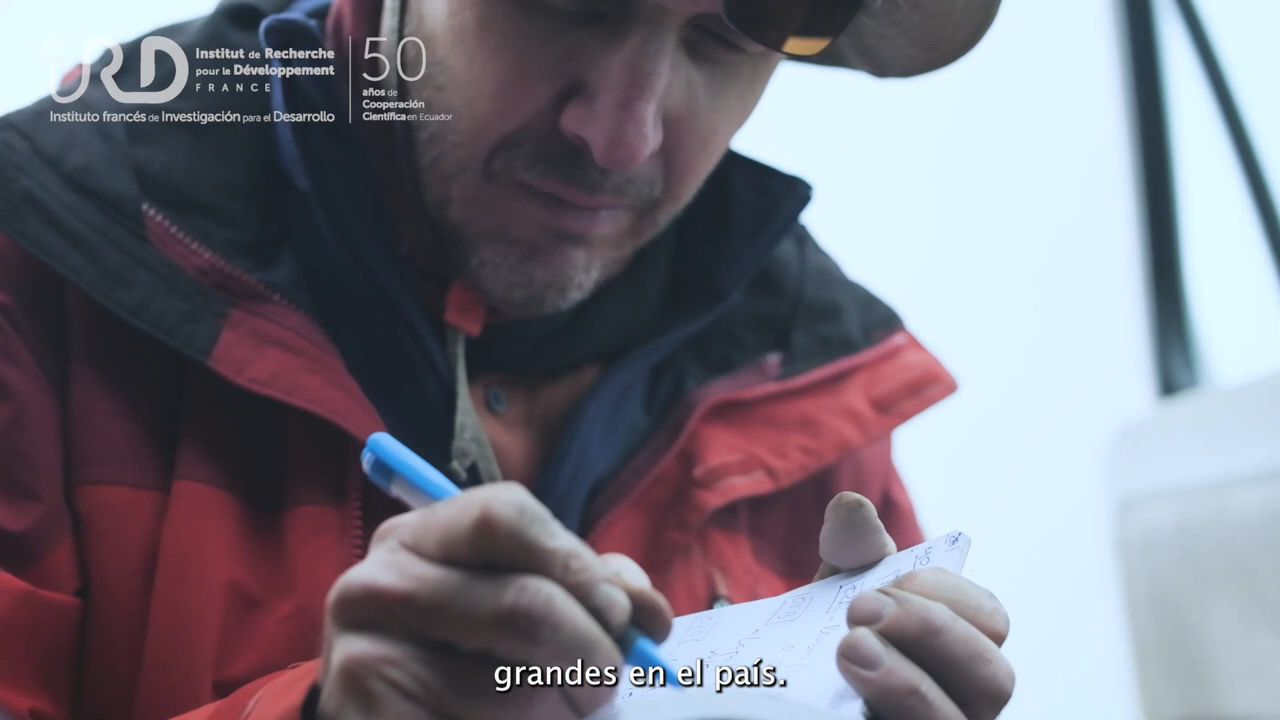 IRD
Institut de Recherche
pour le Développement
FRANCE
Instituto francés de Investigación para el Desarrollo
50
años de
Cooperación
Científica en Ecuador
grandes en el país.